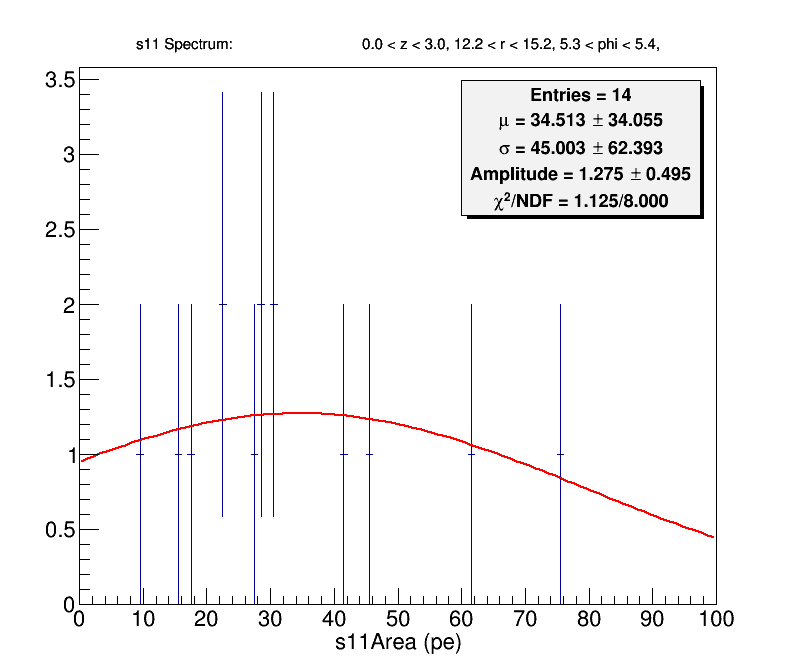 s11 Spectrum: 0.0 < z < 3.0, 12.2 < r < 15.2, 5.3 < phi < 5.4,
Entries = 14
μ = 34.513 ± 34.055
σ = 45.003 ± 62.393
Amplitude = 1.275 ± 0.495
χ²/NDF = 1.125/8.000
3.5
3
2.5
2
1.5
1
0.5
0
0 10 20 30 40 50 60 70 80 90 100
s11Area (pe)